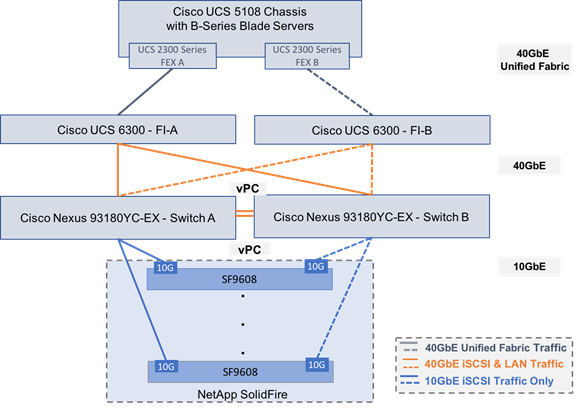 Cisco UCS 5108 Chassis
with B-Series Blade Servers
UCS 2300 Series
FEX A
UCS 2300 Series
FEX B
40GbE
Unified Fabric
Cisco UCS 6300 - FI-A
Cisco UCS 6300 - FI-B
40GbE
vPC
Cisco Nexus 93180YC-EX - Switch A
Cisco Nexus 93180YC-EX - Switch B
vPC
10GbE
10G
10G
SF9608
.
.
.
10G
10G
SF9608
NetApp SolidFire
40GbE Unified Fabric Traffic
40GbE iSCSI & LAN Traffic
10GbE iSCSI Traffic Only